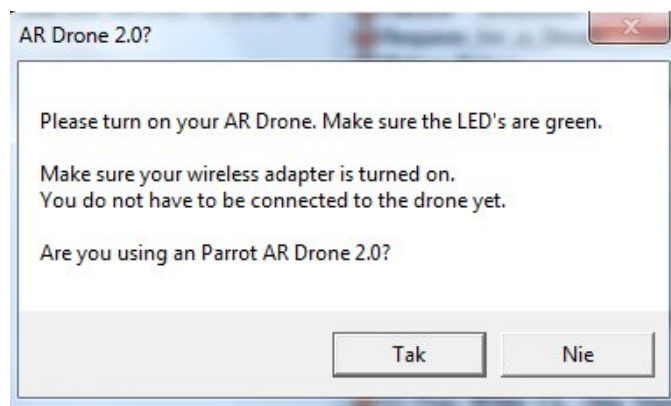 AR Drone 2.0?
Please turn on your AR Drone. Make sure the LED's are green.
Make sure your wireless adapter is turned on.
You do not have to be connected to the drone yet.
Are you using an Parrot AR Drone 2.0?
Tak
Nie